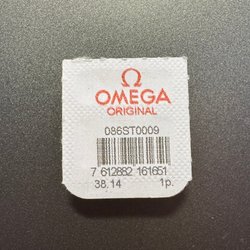 OMEGA
ORIGINAL
086ST0009
7 612882 161651
38.14 1p.